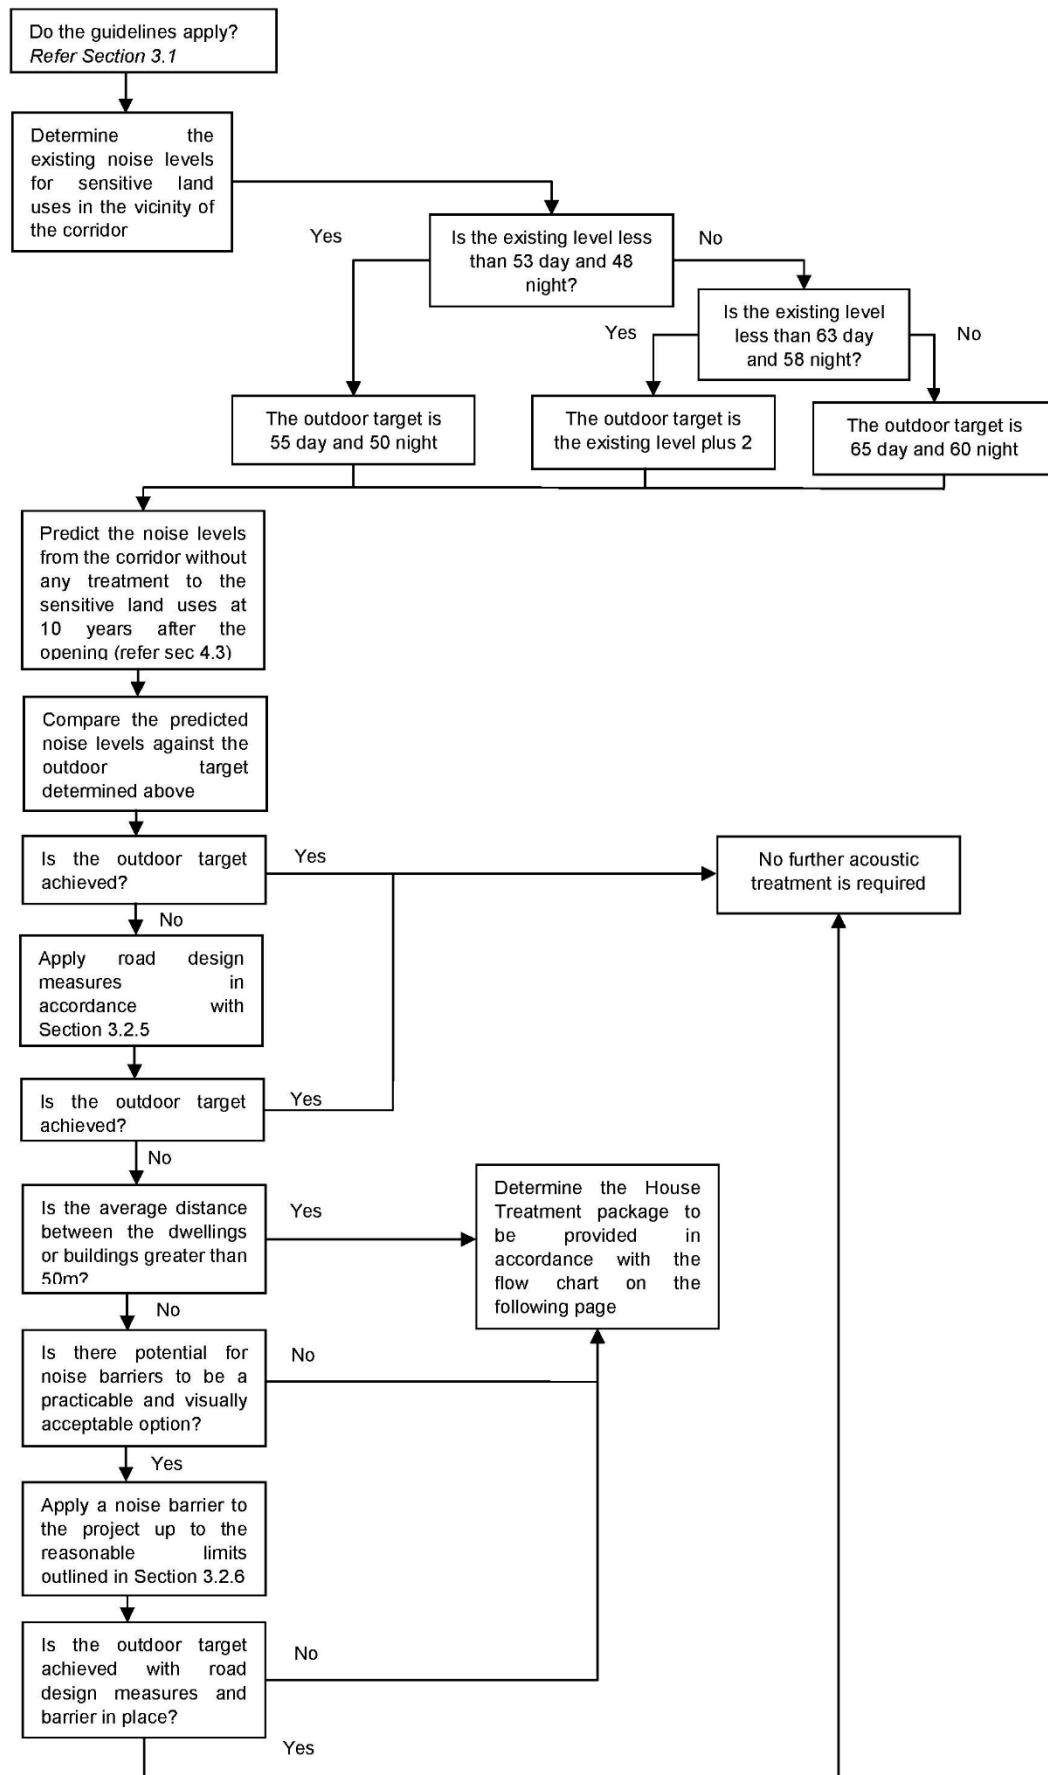 Do the guidelines apply?
Refer Section 3.1
Determine the
existing noise levels
for sensitive land
uses in the vicinity of
the corridor
Yes
Is the existing level less
than 53 day and 48
night?
No
Is the existing level
less than 63 day
and 58 night?
Yes
No
The outdoor target is
55 day and 50 night
The outdoor target is
the existing level plus 2
The outdoor target is
65 day and 60 night
Predict the noise levels
from the corridor without
any treatment to the
sensitive land uses at
10 years after the
opening (refer sec 4.3)
Compare the predicted
noise levels against the
outdoor target
determined above
Is the outdoor target
achieved?
Yes
No further acoustic
treatment is required
No
Apply road design
measures in
accordance with
Section 3.2.5
Is the outdoor target
achieved?
Yes
No
Is the average distance
between the dwellings
or buildings greater than
50m?
Yes
Determine the House
Treatment package to
be provided in
accordance with the
flow chart on the
following page
No
Is there potential for
noise barriers to be a
practicable and visually
acceptable option?
No
Yes
Apply a noise barrier to
the project up to the
reasonable limits
outlined in Section 3.2.6
Is the outdoor target
achieved with road
design measures and
barrier in place?
No
Yes